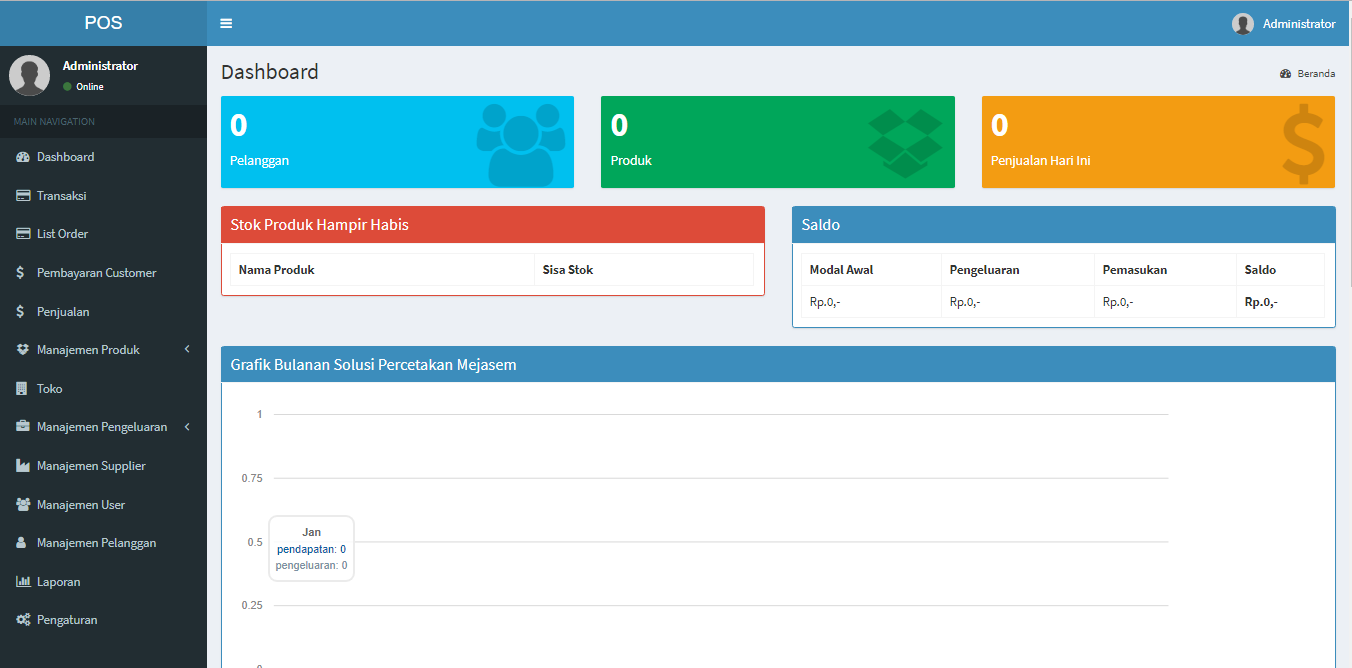 POS
Administrator
Administrator
Online
MAIN NAVIGATION
Dashboard
Transaksi
List Order
Pembayaran Customer
Penjualan
Manajemen Produk
Toko
Manajemen Pengeluaran
Manajemen Supplier
Manajemen User
Manajemen Pelanggan
Laporan
Pengaturan
Dashboard
Beranda
0
Pelanggan
0
Produk
0
Penjualan Hari Ini
Stok Produk Hampir Habis
Nama Produk Sisa Stok
Saldo
Modal Awal Pengeluaran Pemasukan Saldo
Rp.0,- Rp.0,- Rp.0,- Rp.0,-
Grafik Bulanan Solusi Percetakan Mejasem
1
0.75
0.5
0.25
Jan
pendapatan: 0
pengeluaran: 0